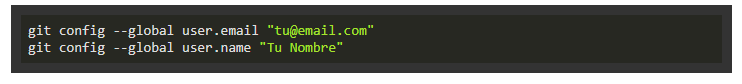 git config --global user.email "tu@email.com"
git config --global user.name "Tu Nombre"